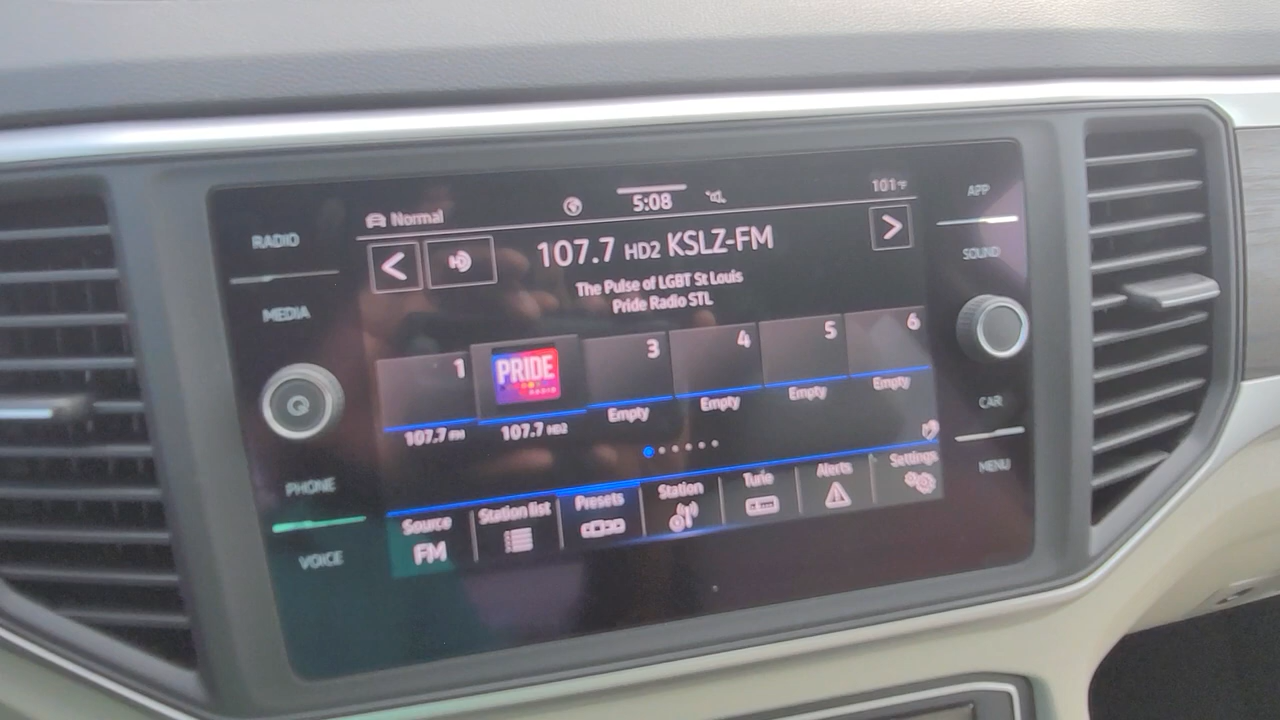 RADIO
MEDIA
PHONE
VOICE
Normal
5:08
101°F
107.7 HD2 KSLZ-FM
The Pulse of LGBT St Louis
Pride Radio STL
1
PRIDE
RADIO
3
4
5
6
107.7 FM
107.7 HD2
Empty
Empty
Empty
Empty
Source
FM
Station list
Presets
Station
Tune
Alerts
Settings
APP
SOUND
CAR
MENU